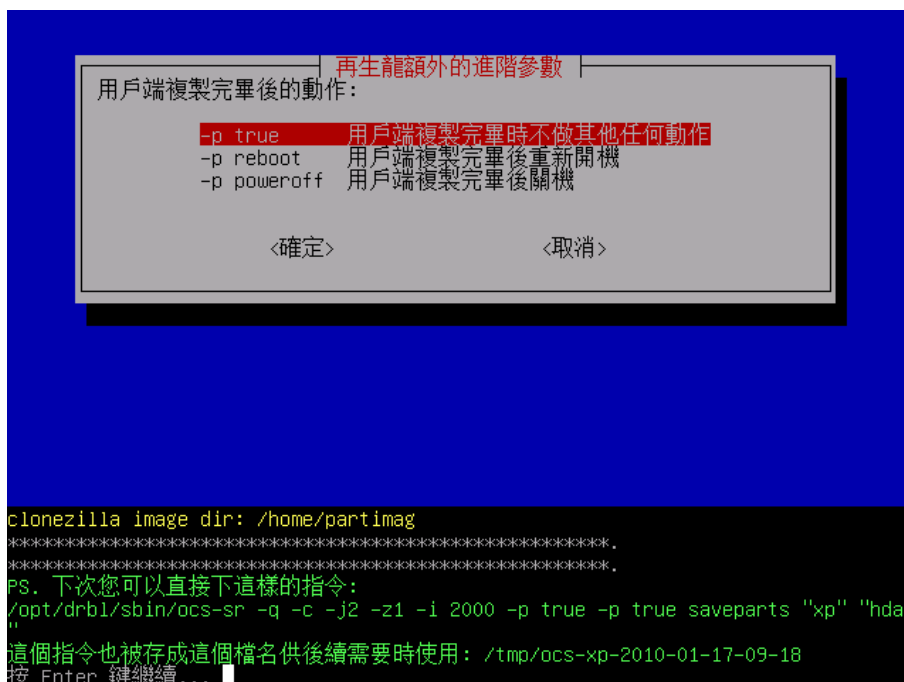 再生龍額外的進階參數
用戶端複製完畢後的動作:
-p true 用戶端複製完畢時不做其他任何動作
-p reboot 用戶端複製完畢後重新開機
-p poweroff 用戶端複製完畢後關機
<確定> <取消>
clonezilla image dir: /home/partimag
*****************************************************.
*****************************************************.
PS. 下次您可以直接下這樣的指令:
/opt/drbl/sbin/ocs-sr -q -c -j2 -z1 -i 2000 -p true -p true saveparts "xp" "hda
"
這個指令也被存成這個檔名供後續需要時使用: /tmp/ocs-xp-2010-01-17-09-18
按 Enter 鍵繼續...